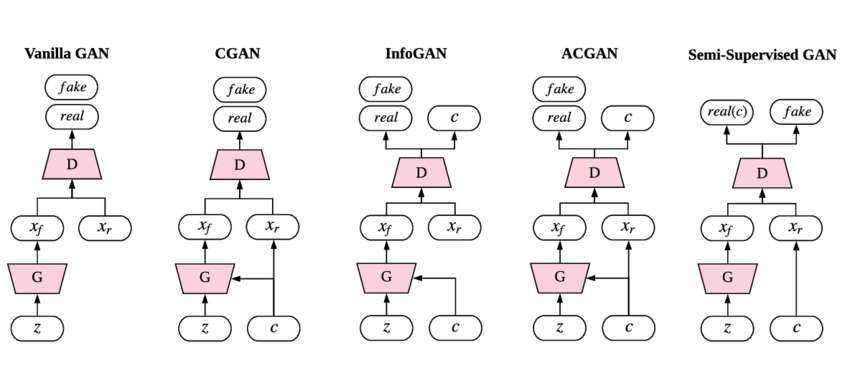 Vanilla GAN
fake
real
D
x_f
x_r
G
z
CGAN
fake
real
D
x_f
x_r
G
z
c
InfoGAN
fake
real
c
D
x_f
x_r
G
z
c
ACGAN
fake
real
c
D
x_f
x_r
G
z
c
Semi-Supervised GAN
real(c)
fake
D
x_f
x_r
G
z
c